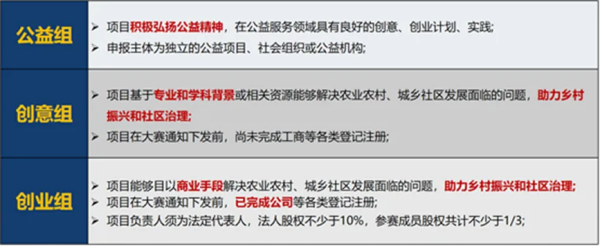 公益组
➢ 项目积极弘扬公益精神，在公益服务领域具有良好的创意、创业计划、实践;
➢ 申报主体为独立的公益项目、社会组织或公益机构;
创意组
➢ 项目基于专业和学科背景或相关资源能够解决农业农村、城乡社区发展面临的问题，助力乡村
振兴和社区治理;
➢ 项目在大赛通知下发前，尚未完成工商等各类登记注册;
创业组
➢ 项目能够目以商业手段解决农业农村、城乡社区发展面临的问题，助力乡村振兴和社区治理;
➢ 项目在大赛通知下发前，已完成公司等各类登记注册;
➢ 项目负责人须为法定代表人，法人股权不少于10%，参赛成员股权共计不少于1/3;